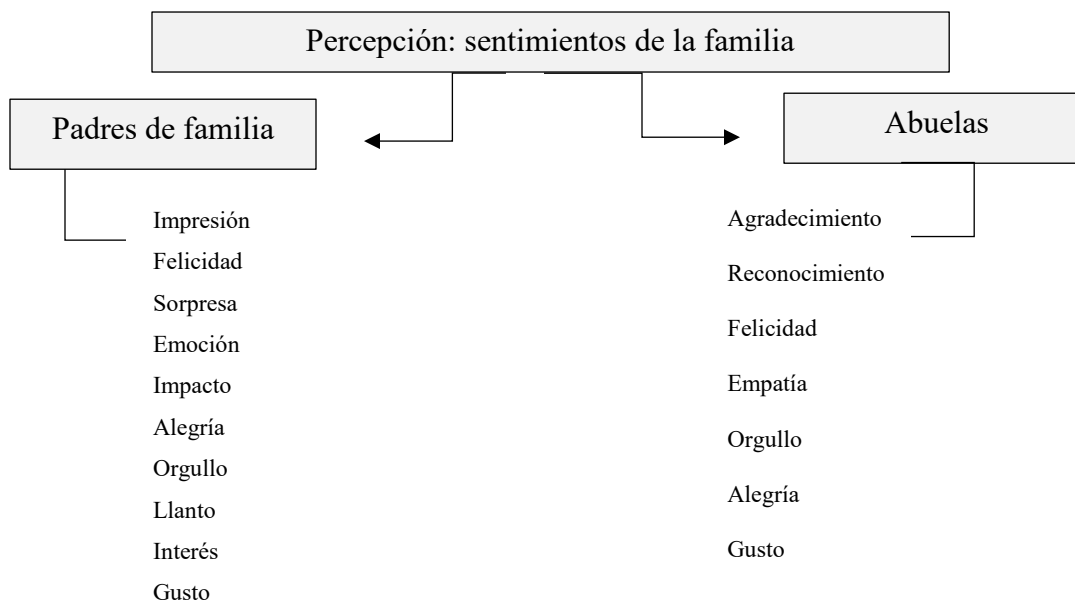 Percepción: sentimientos de la familia
Padres de familia
Impresión
Felicidad
Sorpresa
Emoción
Impacto
Alegría
Orgullo
Llanto
Interés
Gusto
Abuelas
Agradecimiento
Reconocimiento
Felicidad
Empatía
Orgullo
Alegría
Gusto